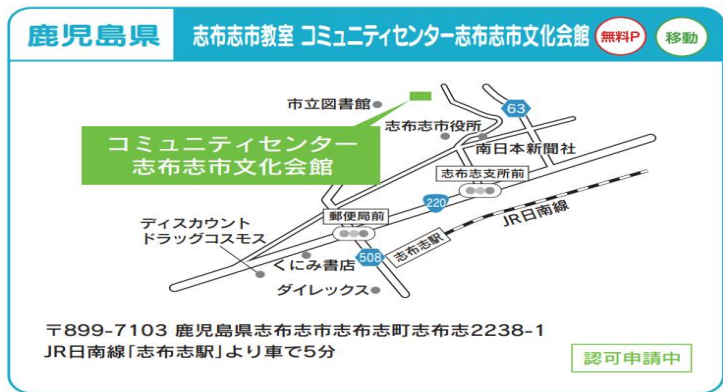 鹿児島県
志布志市教室 コミュニティセンター志布志市文化会館
無料P
移動
市立図書館
63
志布志市役所
コミュニティセンター
志布志市文化会館
南日本新聞社
志布志支所前
220
郵便局前
JR日南線
ディスカウント
ドラッグコスモス
志布志駅
くにみ書店
508
ダイレックス
〒899-7103 鹿児島県志布志市志布志町志布志2238-1
JR日南線「志布志駅」より車で5分
認可申請中